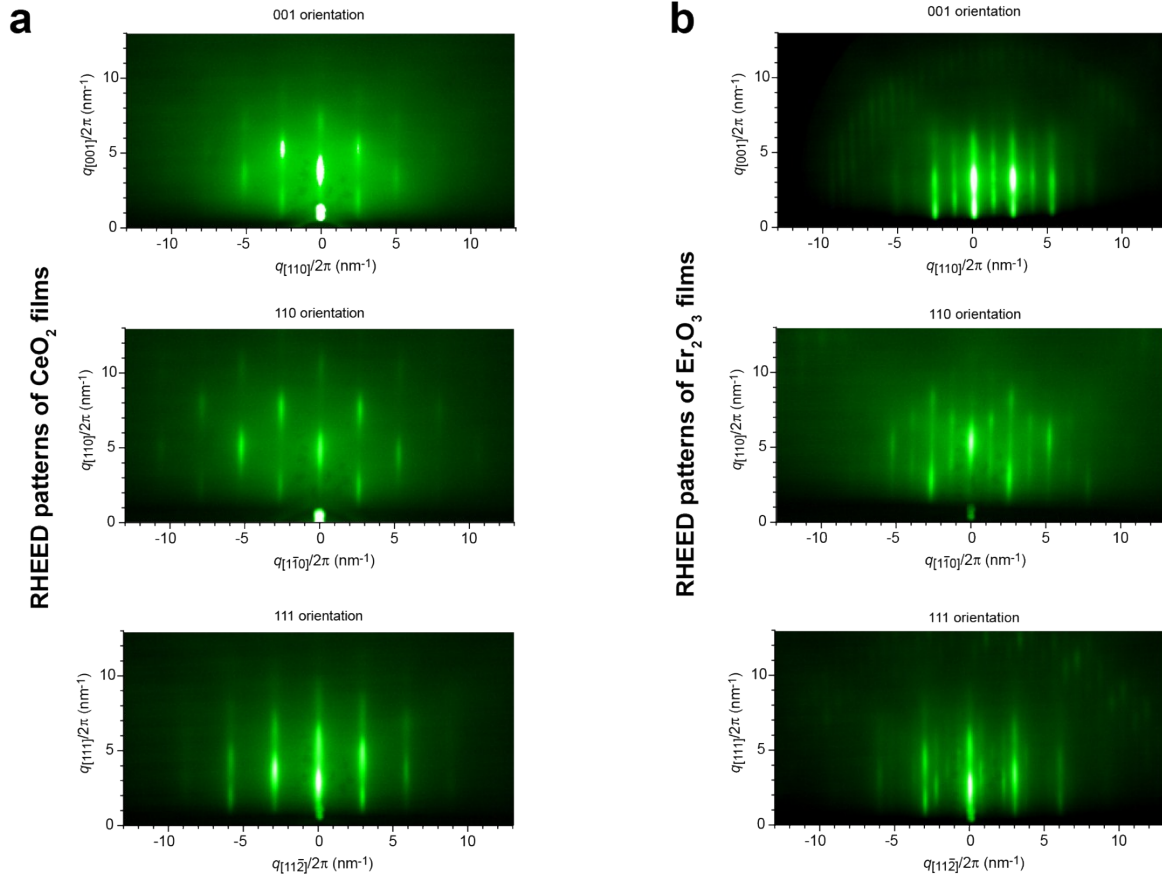 a
RHEED patterns of CeO₂ films
001 orientation
10
5
0
q[001]/2π (nm⁻¹)
-10 -5 0 5 10
q[110]/2π (nm⁻¹)
110 orientation
10
5
0
q[110]/2π (nm⁻¹)
-10 -5 0 5 10
q[11̅0]/2π (nm⁻¹)
111 orientation
10
5
0
q[111]/2π (nm⁻¹)
-10 -5 0 5 10
q[112̅]/2π (nm⁻¹)
b
RHEED patterns of Er₂O₃ films
001 orientation
10
5
0
q[001]/2π (nm⁻¹)
-10 -5 0 5 10
q[110]/2π (nm⁻¹)
110 orientation
10
5
0
q[110]/2π (nm⁻¹)
-10 -5 0 5 10
q[11̅0]/2π (nm⁻¹)
111 orientation
10
5
0
q[111]/2π (nm⁻¹)
-10 -5 0 5 10
q[112̅]/2π (nm⁻¹)